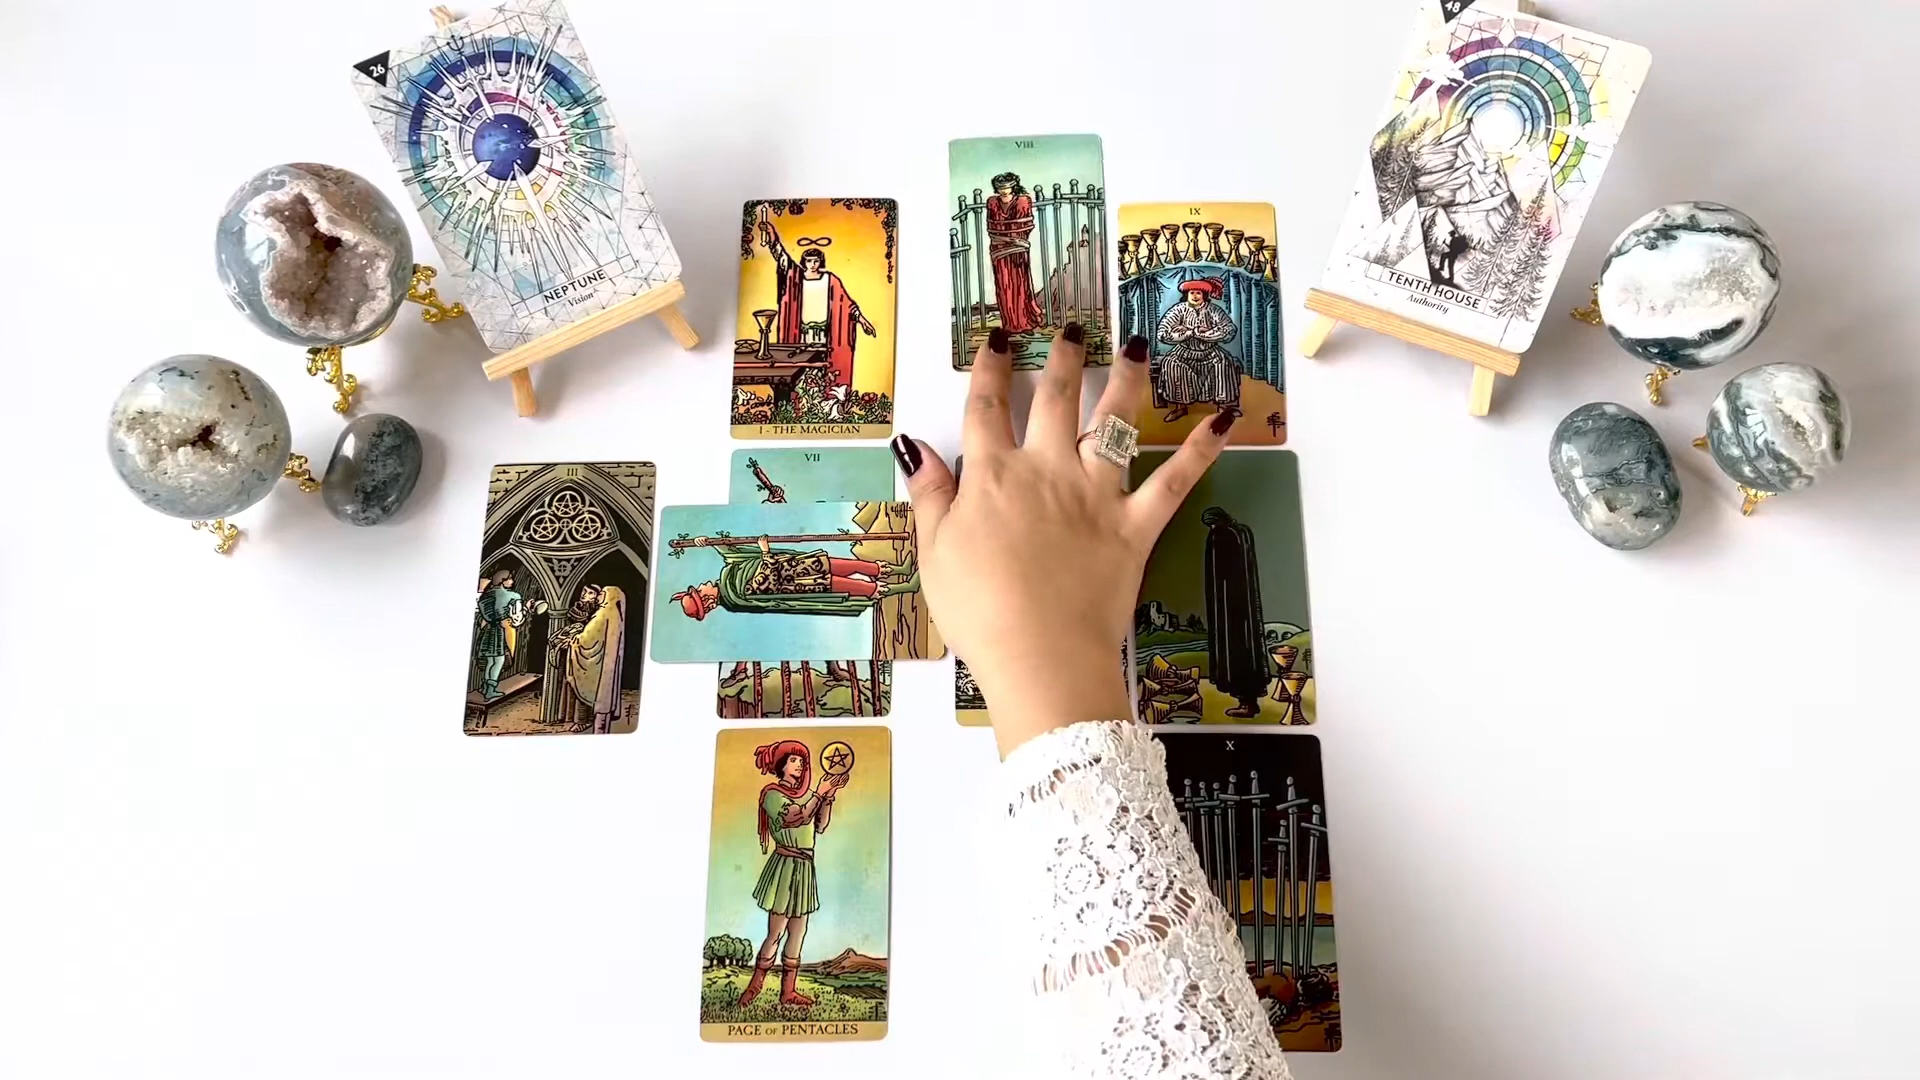 26
NEPTUNE
Vision
48
TENTH HOUSE
Authority
VIII
IX
I - THE MAGICIAN
VII
III
X
PAGE OF PENTACLES